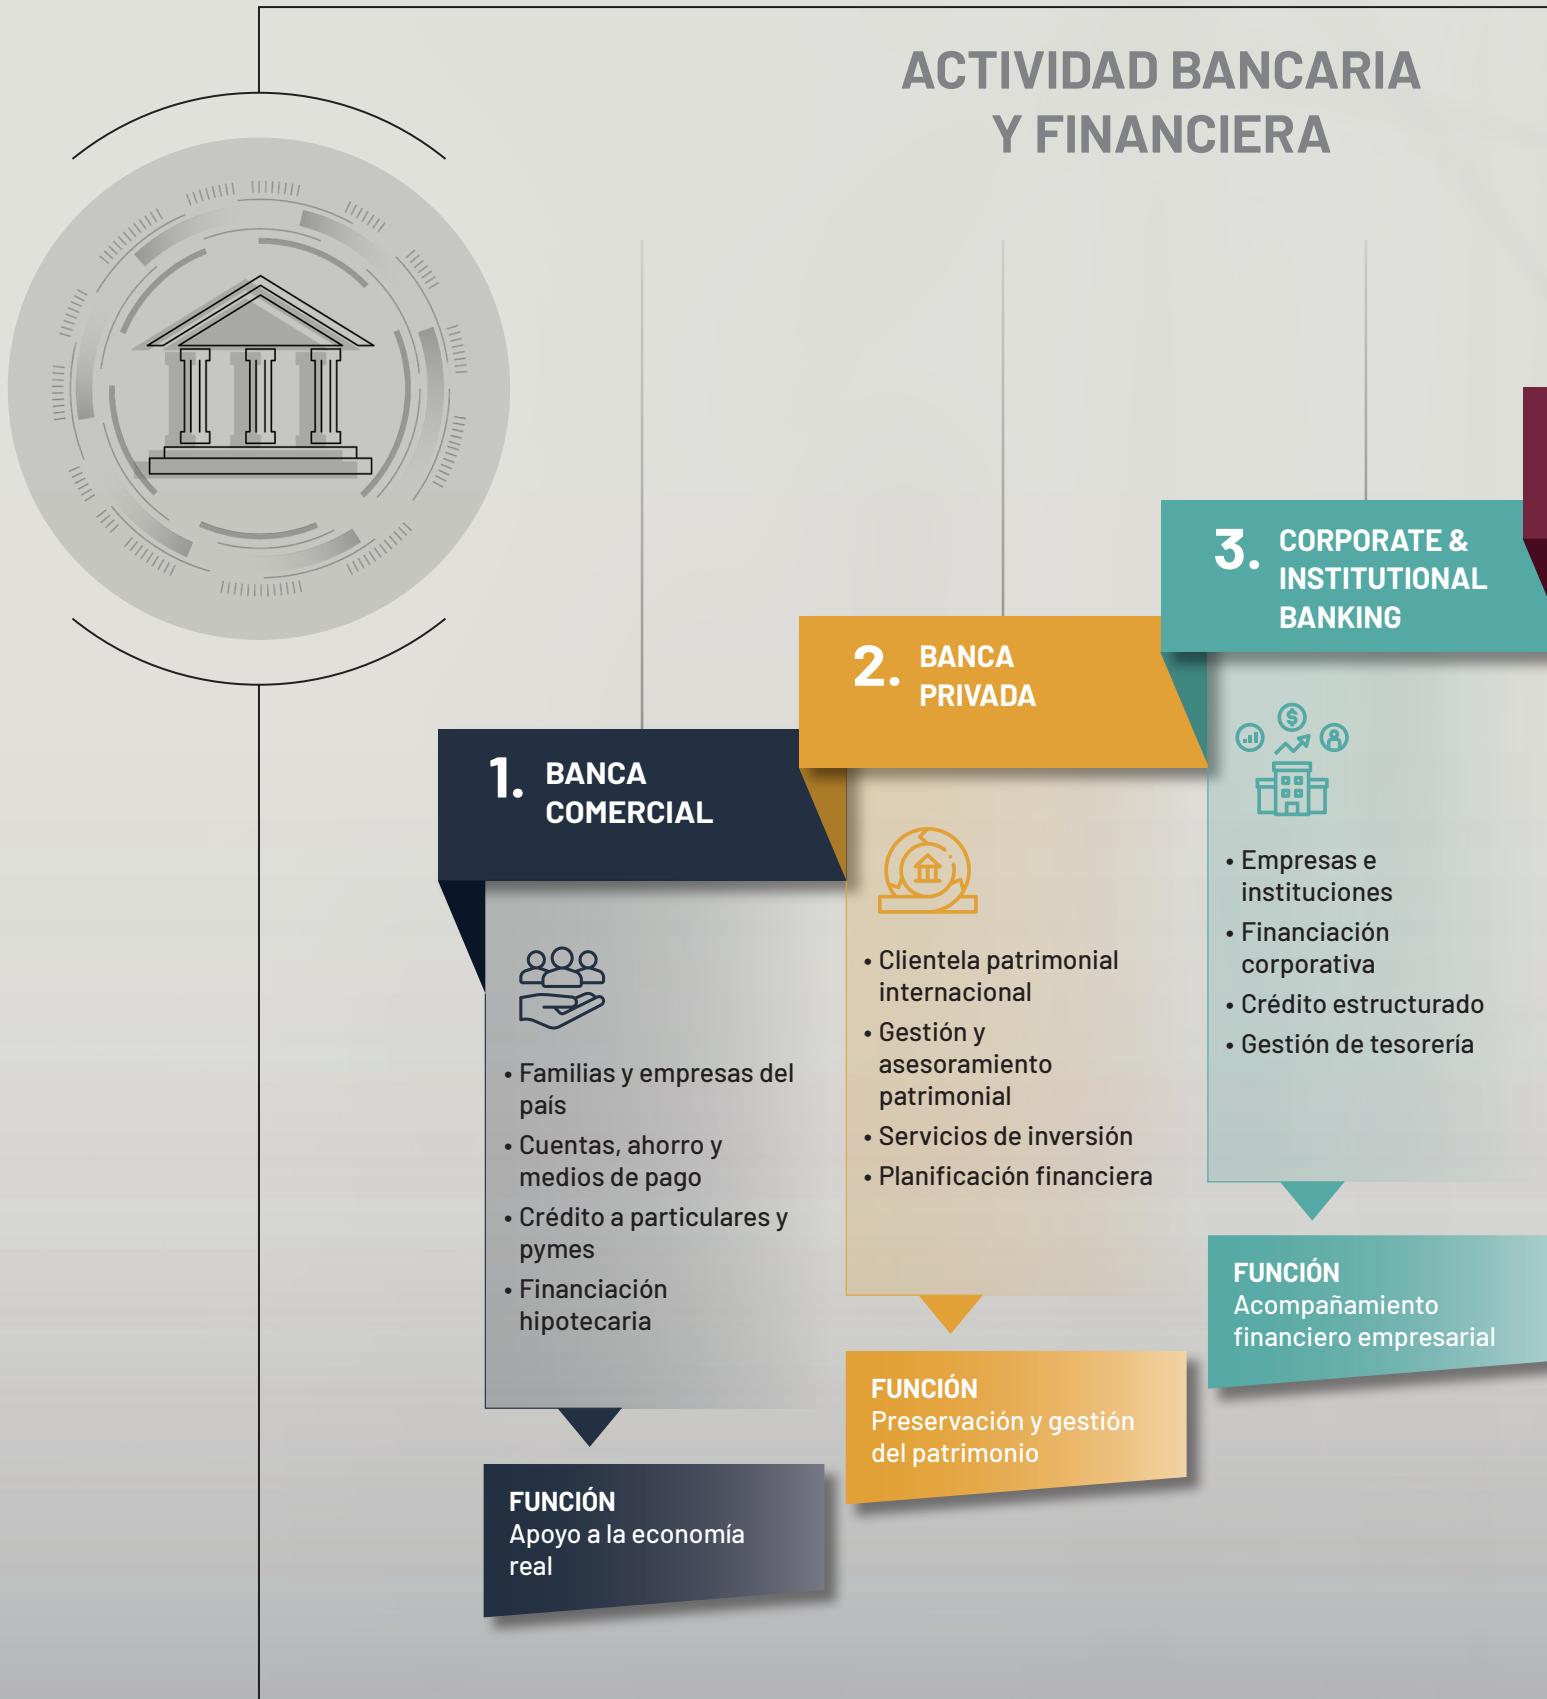 ACTIVIDAD BANCARIA
Y FINANCIERA
1. BANCA
COMERCIAL
• Familias y empresas del
país
• Cuentas, ahorro y
medios de pago
• Crédito a particulares y
pymes
• Financiación
hipotecaria
FUNCIÓN
Apoyo a la economía
real
2. BANCA
PRIVADA
• Clientela patrimonial
internacional
• Gestión y
asesoramiento
patrimonial
• Servicios de inversión
• Planificación financiera
FUNCIÓN
Preservación y gestión
del patrimonio
3. CORPORATE &
INSTITUTIONAL
BANKING
$
• Empresas e
instituciones
• Financiación
corporativa
• Crédito estructurado
• Gestión de tesorería
FUNCIÓN
Acompañamiento
financiero empresarial